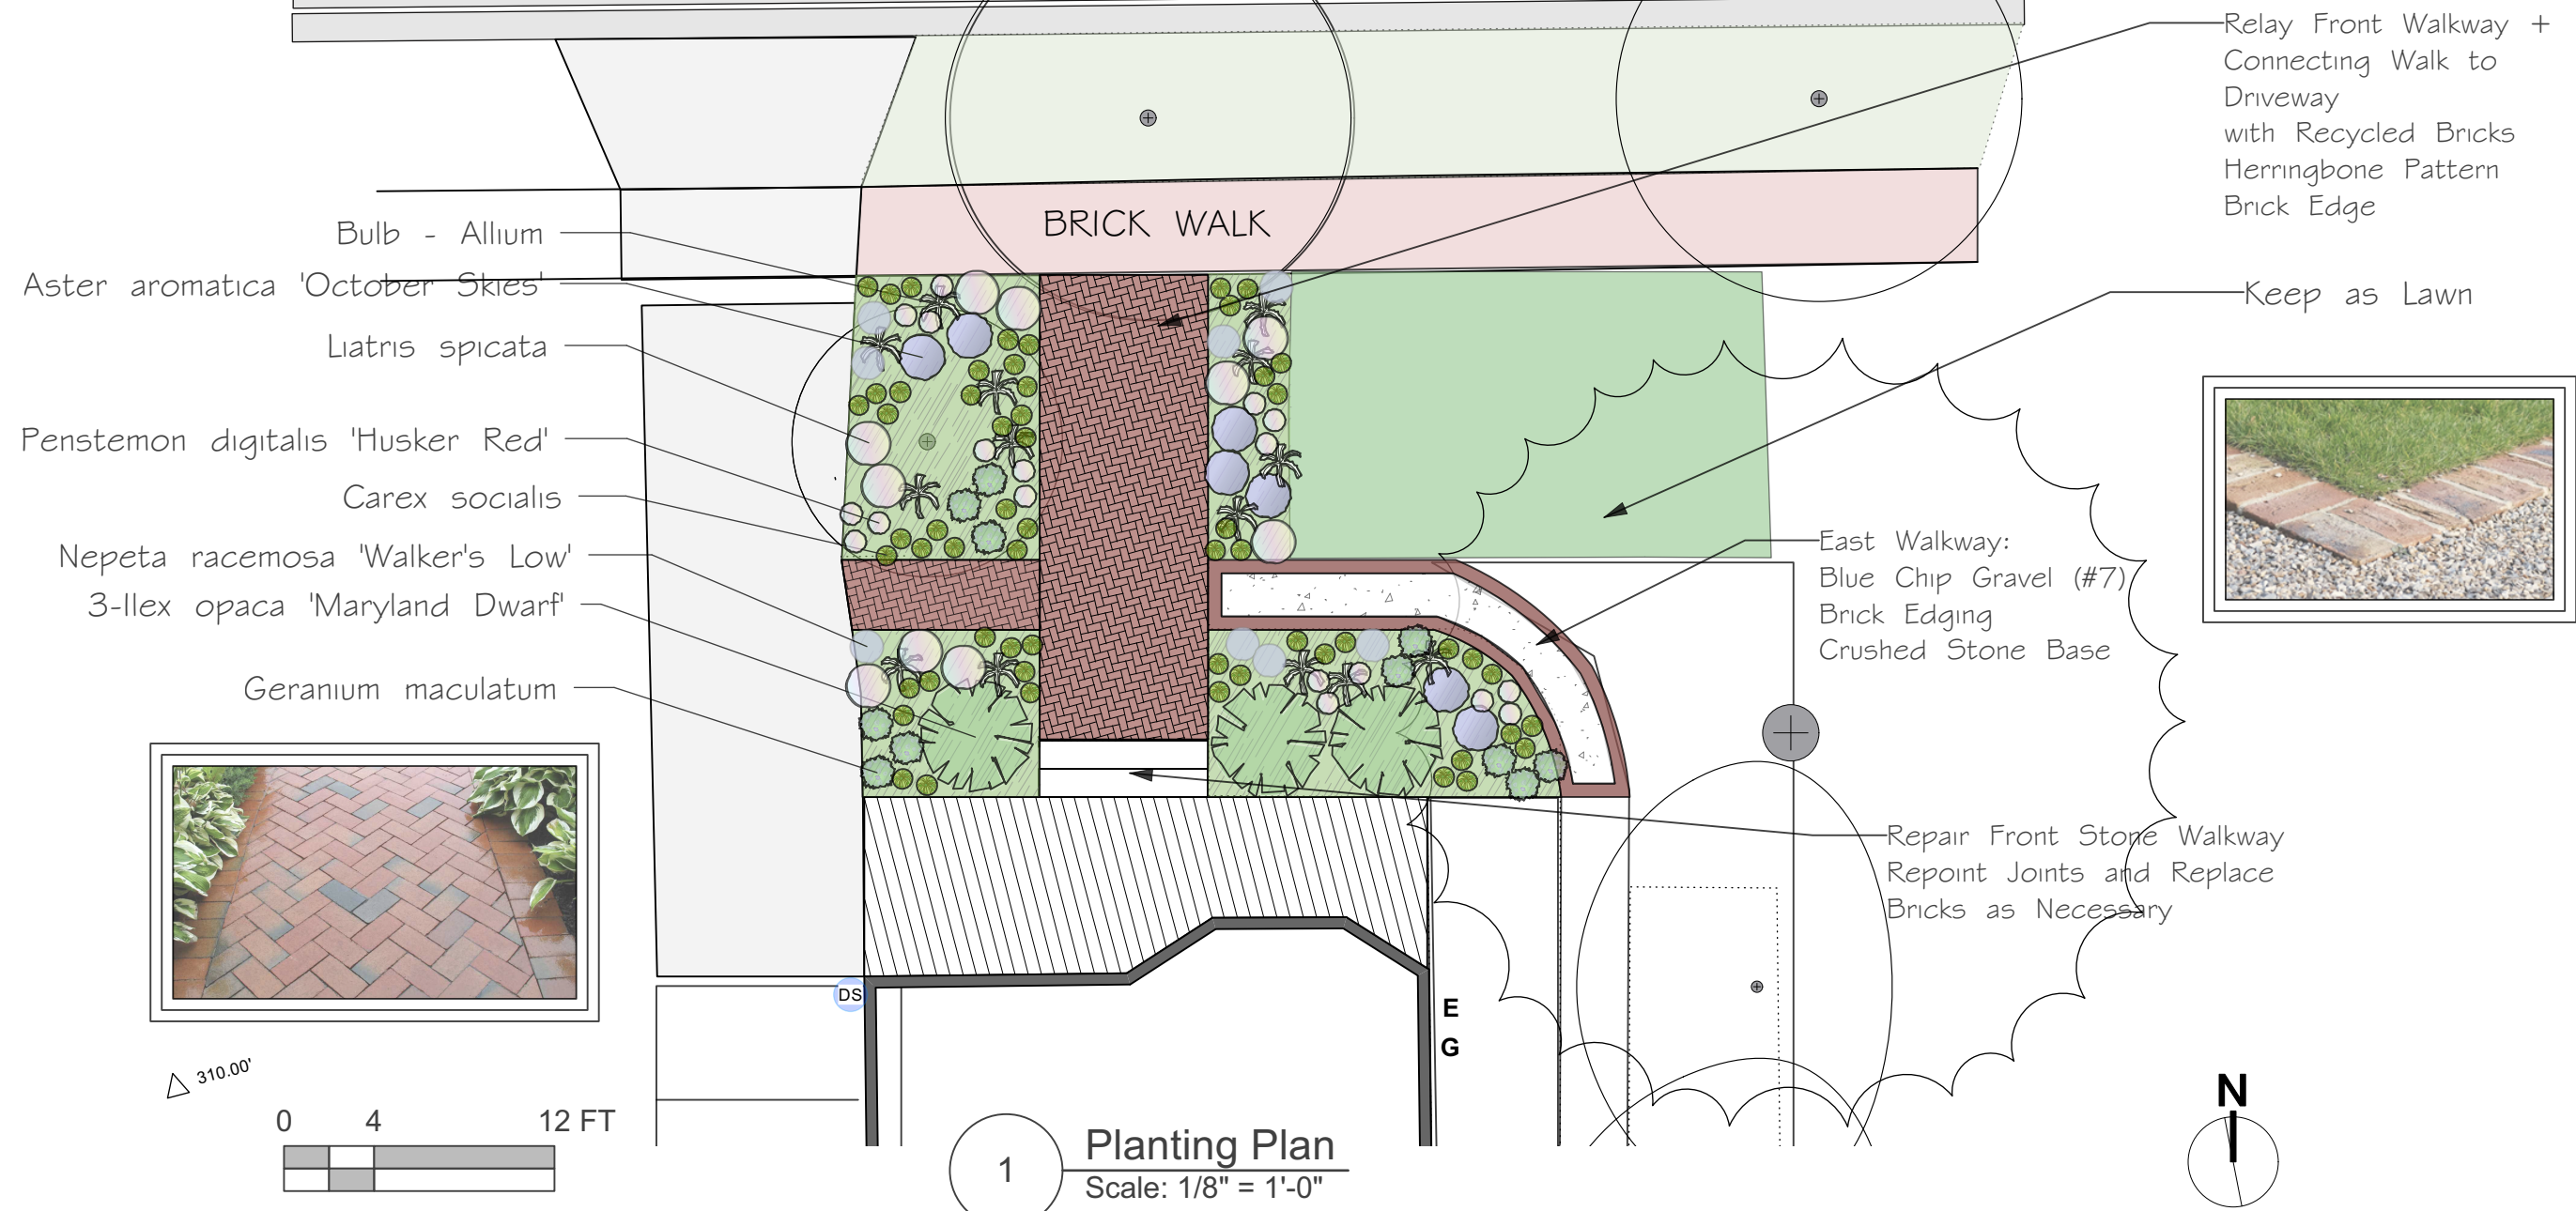 Relay Front Walkway +
Connecting Walk to
Driveway
with Recycled Bricks
Herringbone Pattern
Brick Edge
BRICK WALK
Bulb - Allium
Aster aromatica 'October Skies'
Liatris spicata
Penstemon digitalis 'Husker Red'
Carex socialis
Nepeta racemosa 'Walker's Low'
3-Ilex opaca 'Maryland Dwarf'
Geranium maculatum
Keep as Lawn
East Walkway:
Blue Chip Gravel (#7)
Brick Edging
Crushed Stone Base
Repair Front Stone Walkway
Repoint Joints and Replace
Bricks as Necessary
DS
E
G
310.00'
0 4 12 FT
1
Planting Plan
Scale: 1/8" = 1'-0"
N